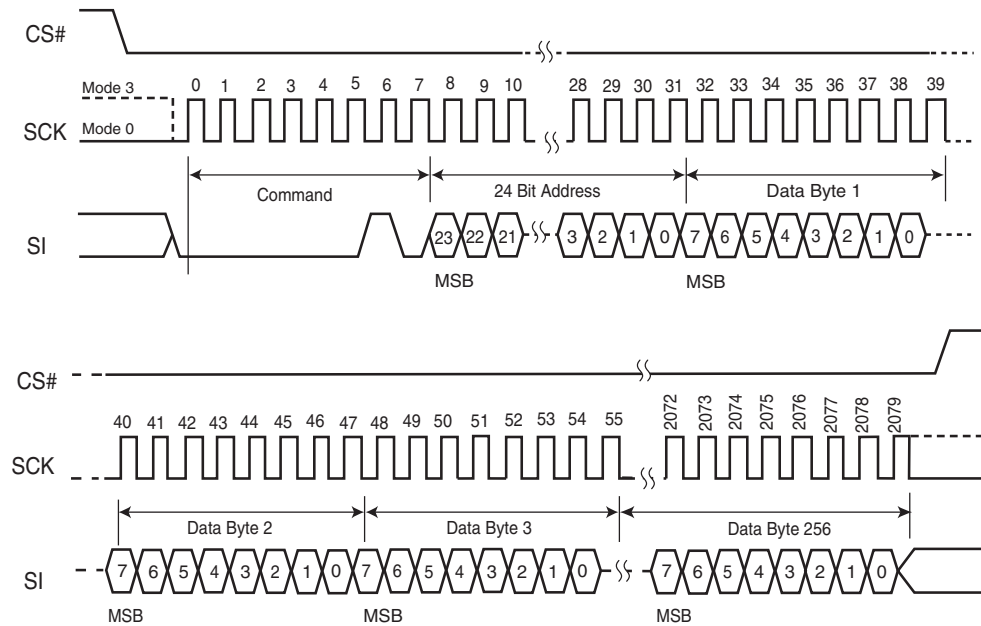 CS#
Mode 3
SCK
Mode 0
0 1 2 3 4 5 6 7 8 9 10 28 29 30 31 32 33 34 35 36 37 38 39
Command
24 Bit Address
Data Byte 1
SI
23 22 21 3 2 1 0 7 6 5 4 3 2 1 0
MSB
MSB
CS#
40 41 42 43 44 45 46 47 48 49 50 51 52 53 54 55 2072 2073 2074 2075 2076 2077 2078 2079
SCK
Data Byte 2
Data Byte 3
Data Byte 256
SI
7 6 5 4 3 2 1 0 7 6 5 4 3 2 1 0 7 6 5 4 3 2 1 0
MSB
MSB
MSB